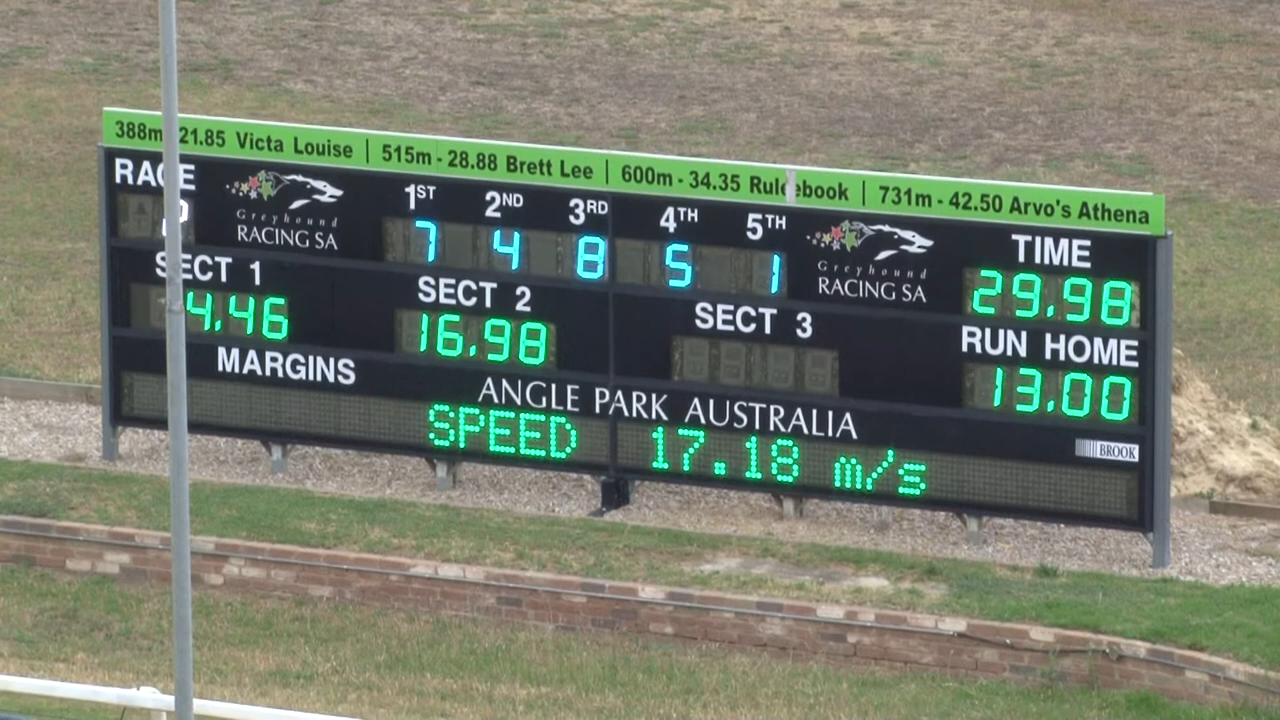 388m 21.85 Victa Louise | 515m - 28.88 Brett Lee | 600m - 34.35 Rulebook | 731m - 42.50 Arvo's Athena
RACE
Greyhound
RACING SA
1ST 2ND 3RD 4TH 5TH
7 4 8 5 1
Greyhound
RACING SA
TIME
29.98
SECT 1
4.46
SECT 2
16.98
SECT 3
RUN HOME
13.00
MARGINS
ANGLE PARK AUSTRALIA
SPEED 17.18 m/s
BROOK